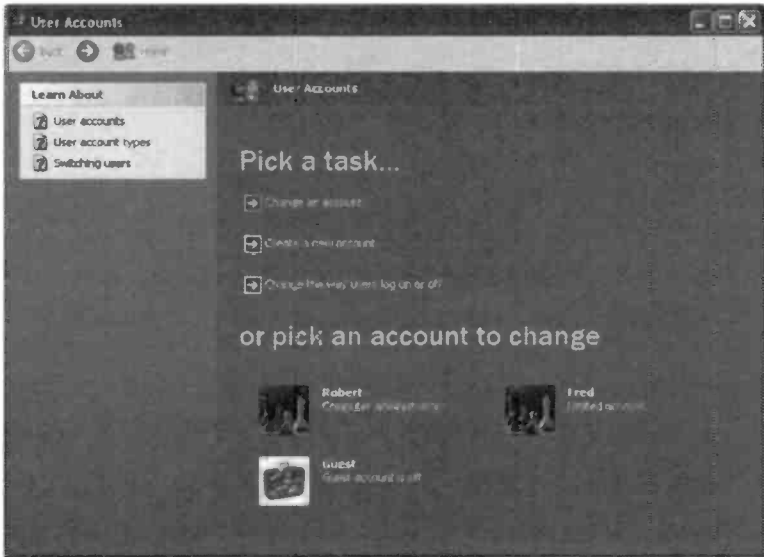 User Accounts
Back Home
Learn About
User accounts
User account types
Switching users
User Accounts
Pick a task...
Change an account
Create a new account
Change the way users log on or off
or pick an account to change
Robert
Computer administrator
Fred
Limited account
Guest
Guest account is off